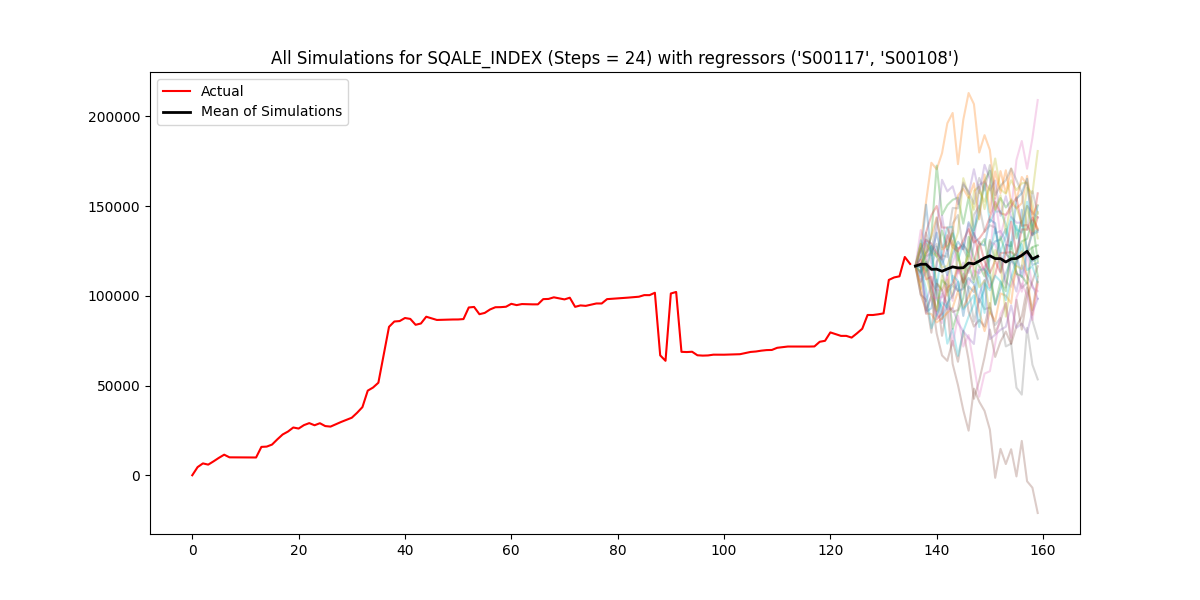 All Simulations for SQALE_INDEX (Steps = 24) with regressors ('S00117', 'S00108')
Actual
Mean of Simulations
200000
150000
100000
50000
0
0 20 40 60 80 100 120 140 160